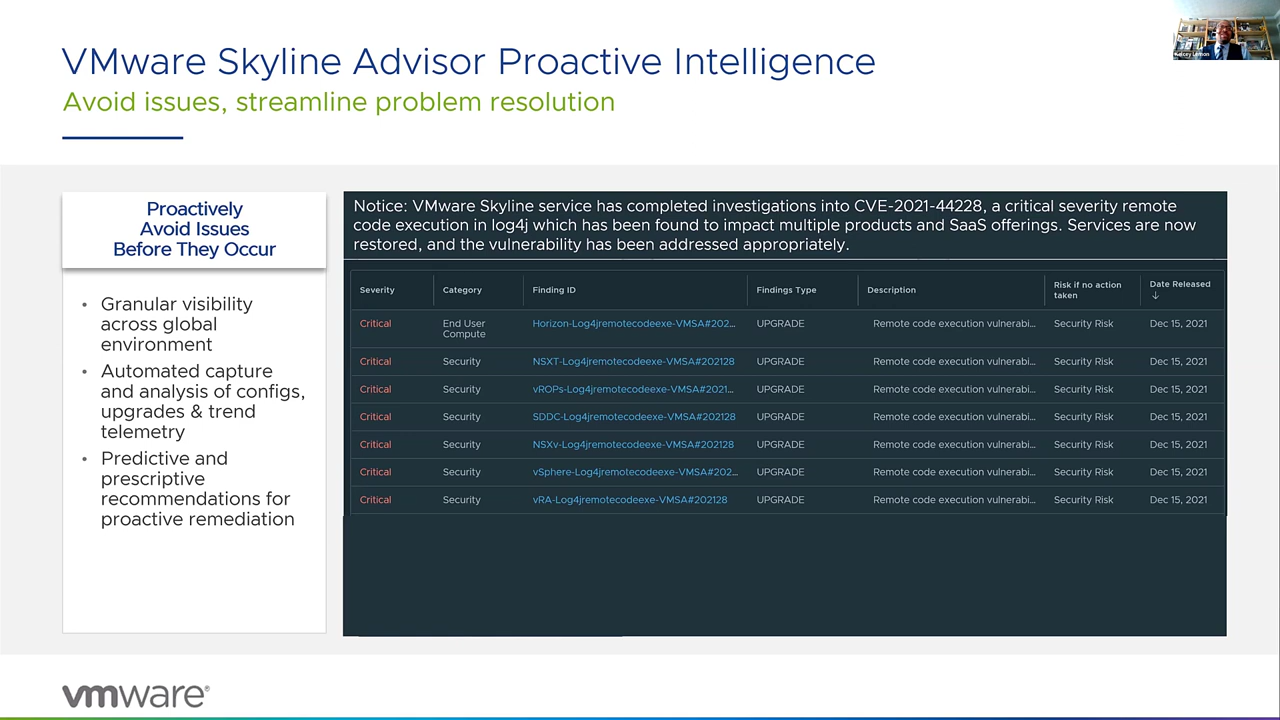 VMware Skyline Advisor Proactive Intelligence
Avoid issues, streamline problem resolution
Proactively
Avoid Issues
Before They Occur
• Granular visibility
across global
environment
• Automated capture
and analysis of configs,
upgrades & trend
telemetry
• Predictive and
prescriptive
recommendations for
proactive remediation
Notice: VMware Skyline service has completed investigations into CVE-2021-44228, a critical severity remote
code execution in log4j which has been found to impact multiple products and SaaS offerings. Services are now
restored, and the vulnerability has been addressed appropriately.
Severity Category Finding ID Findings Type Description Risk if no action taken Date Released ↓
Critical End User Compute Horizon-Log4jremotecodeexe-VMSA#202... UPGRADE Remote code execution vulnerabi... Security Risk Dec 15, 2021
Critical Security NSXT-Log4jremotecodeexe-VMSA#202128 UPGRADE Remote code execution vulnerabi... Security Risk Dec 15, 2021
Critical Security vROPs-Log4jremotecodeexe-VMSA#2021... UPGRADE Remote code execution vulnerabi... Security Risk Dec 15, 2021
Critical Security SDDC-Log4jremotecodeexe-VMSA#202128 UPGRADE Remote code execution vulnerabi... Security Risk Dec 15, 2021
Critical Security NSXv-Log4jremotecodeexe-VMSA#202128 UPGRADE Remote code execution vulnerabi... Security Risk Dec 15, 2021
Critical Security vSphere-Log4jremotecodeexe-VMSA#202... UPGRADE Remote code execution vulnerabi... Security Risk Dec 15, 2021
Critical Security vRA-Log4jremotecodeexe-VMSA#202128 UPGRADE Remote code execution vulnerabi... Security Risk Dec 15, 2021
vmware®